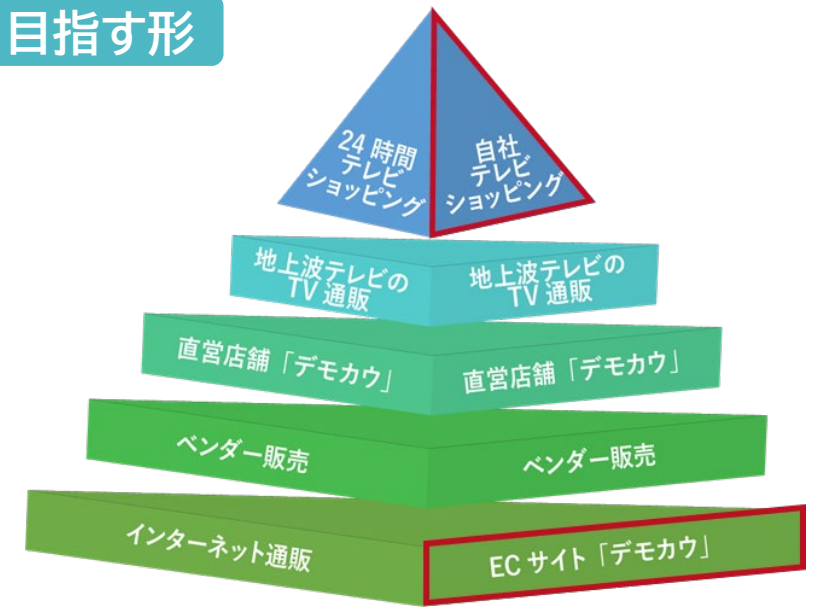 目指す形
24 時間
テレビ
ショッピング
自社
テレビ
ショッピング
地上波テレビの
TV 通販
地上波テレビの
TV 通販
直営店舗「デモカウ」
直営店舗「デモカウ」
ベンダー販売
ベンダー販売
インターネット通販
EC サイト「デモカウ」